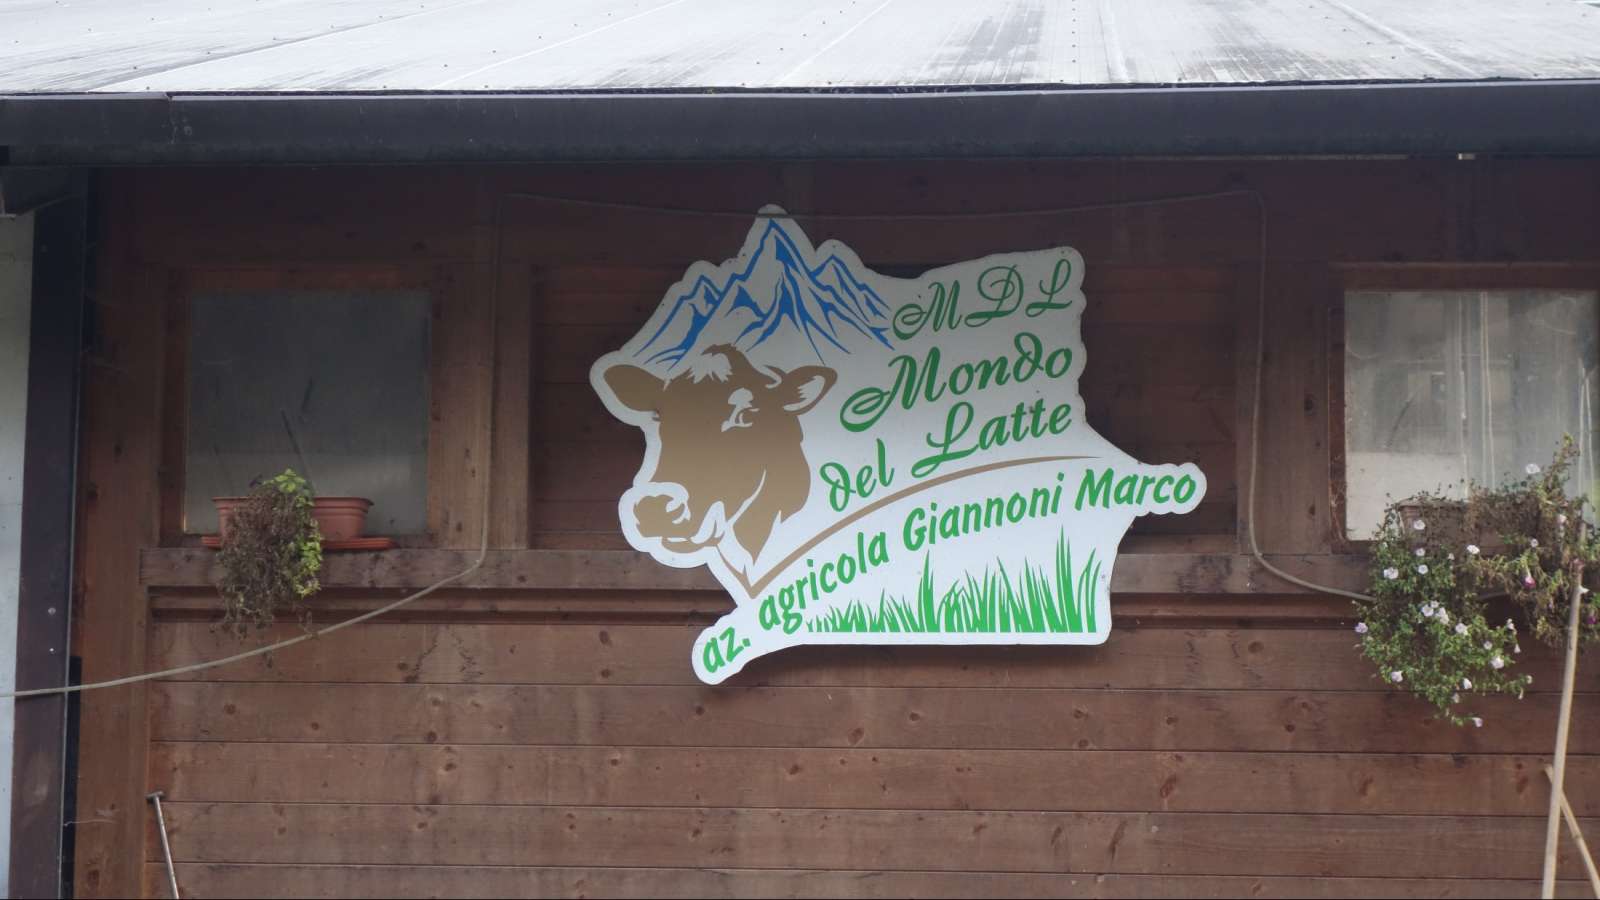 MDL
Mondo
del Latte
az. agricola Giannoni Marco